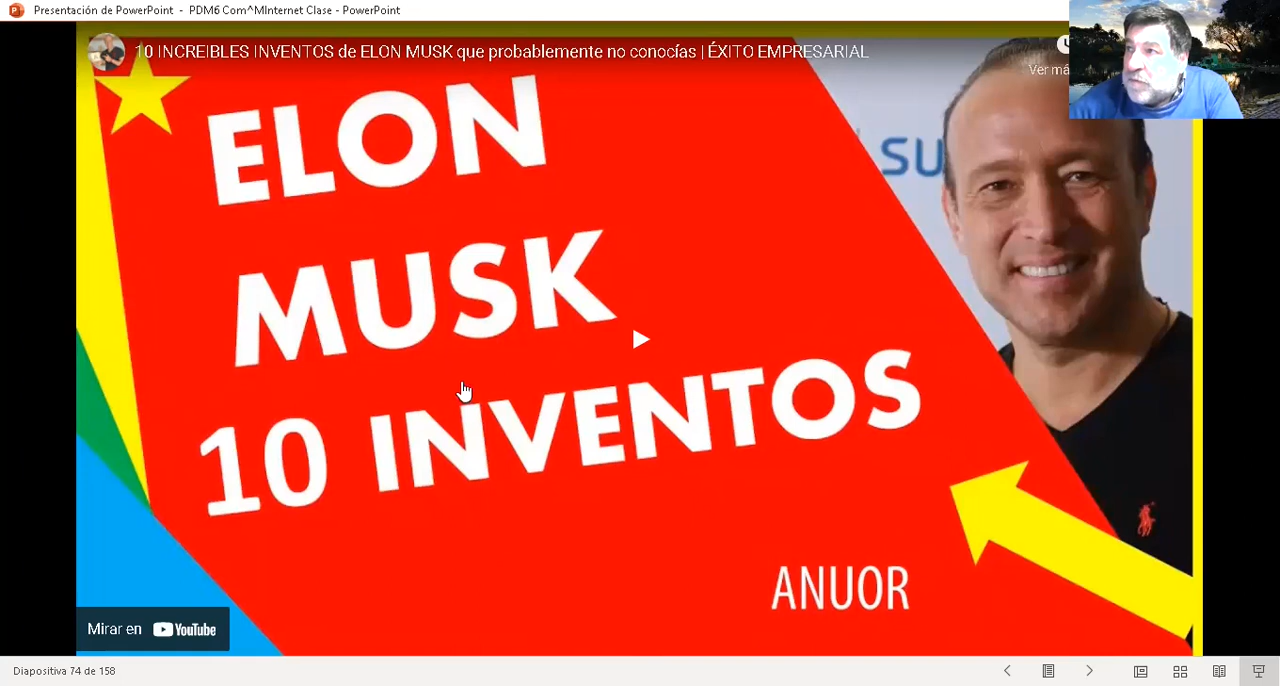 Presentación de PowerPoint - PDM6 Com^MInternet Clase - PowerPoint
10 INCREIBLES INVENTOS de ELON MUSK que probablemente no conocías | ÉXITO EMPRESARIAL
Ver má
SU
ELON
MUSK
10 INVENTOS
ANUOR
Mirar en YouTube
Diapositiva 74 de 158